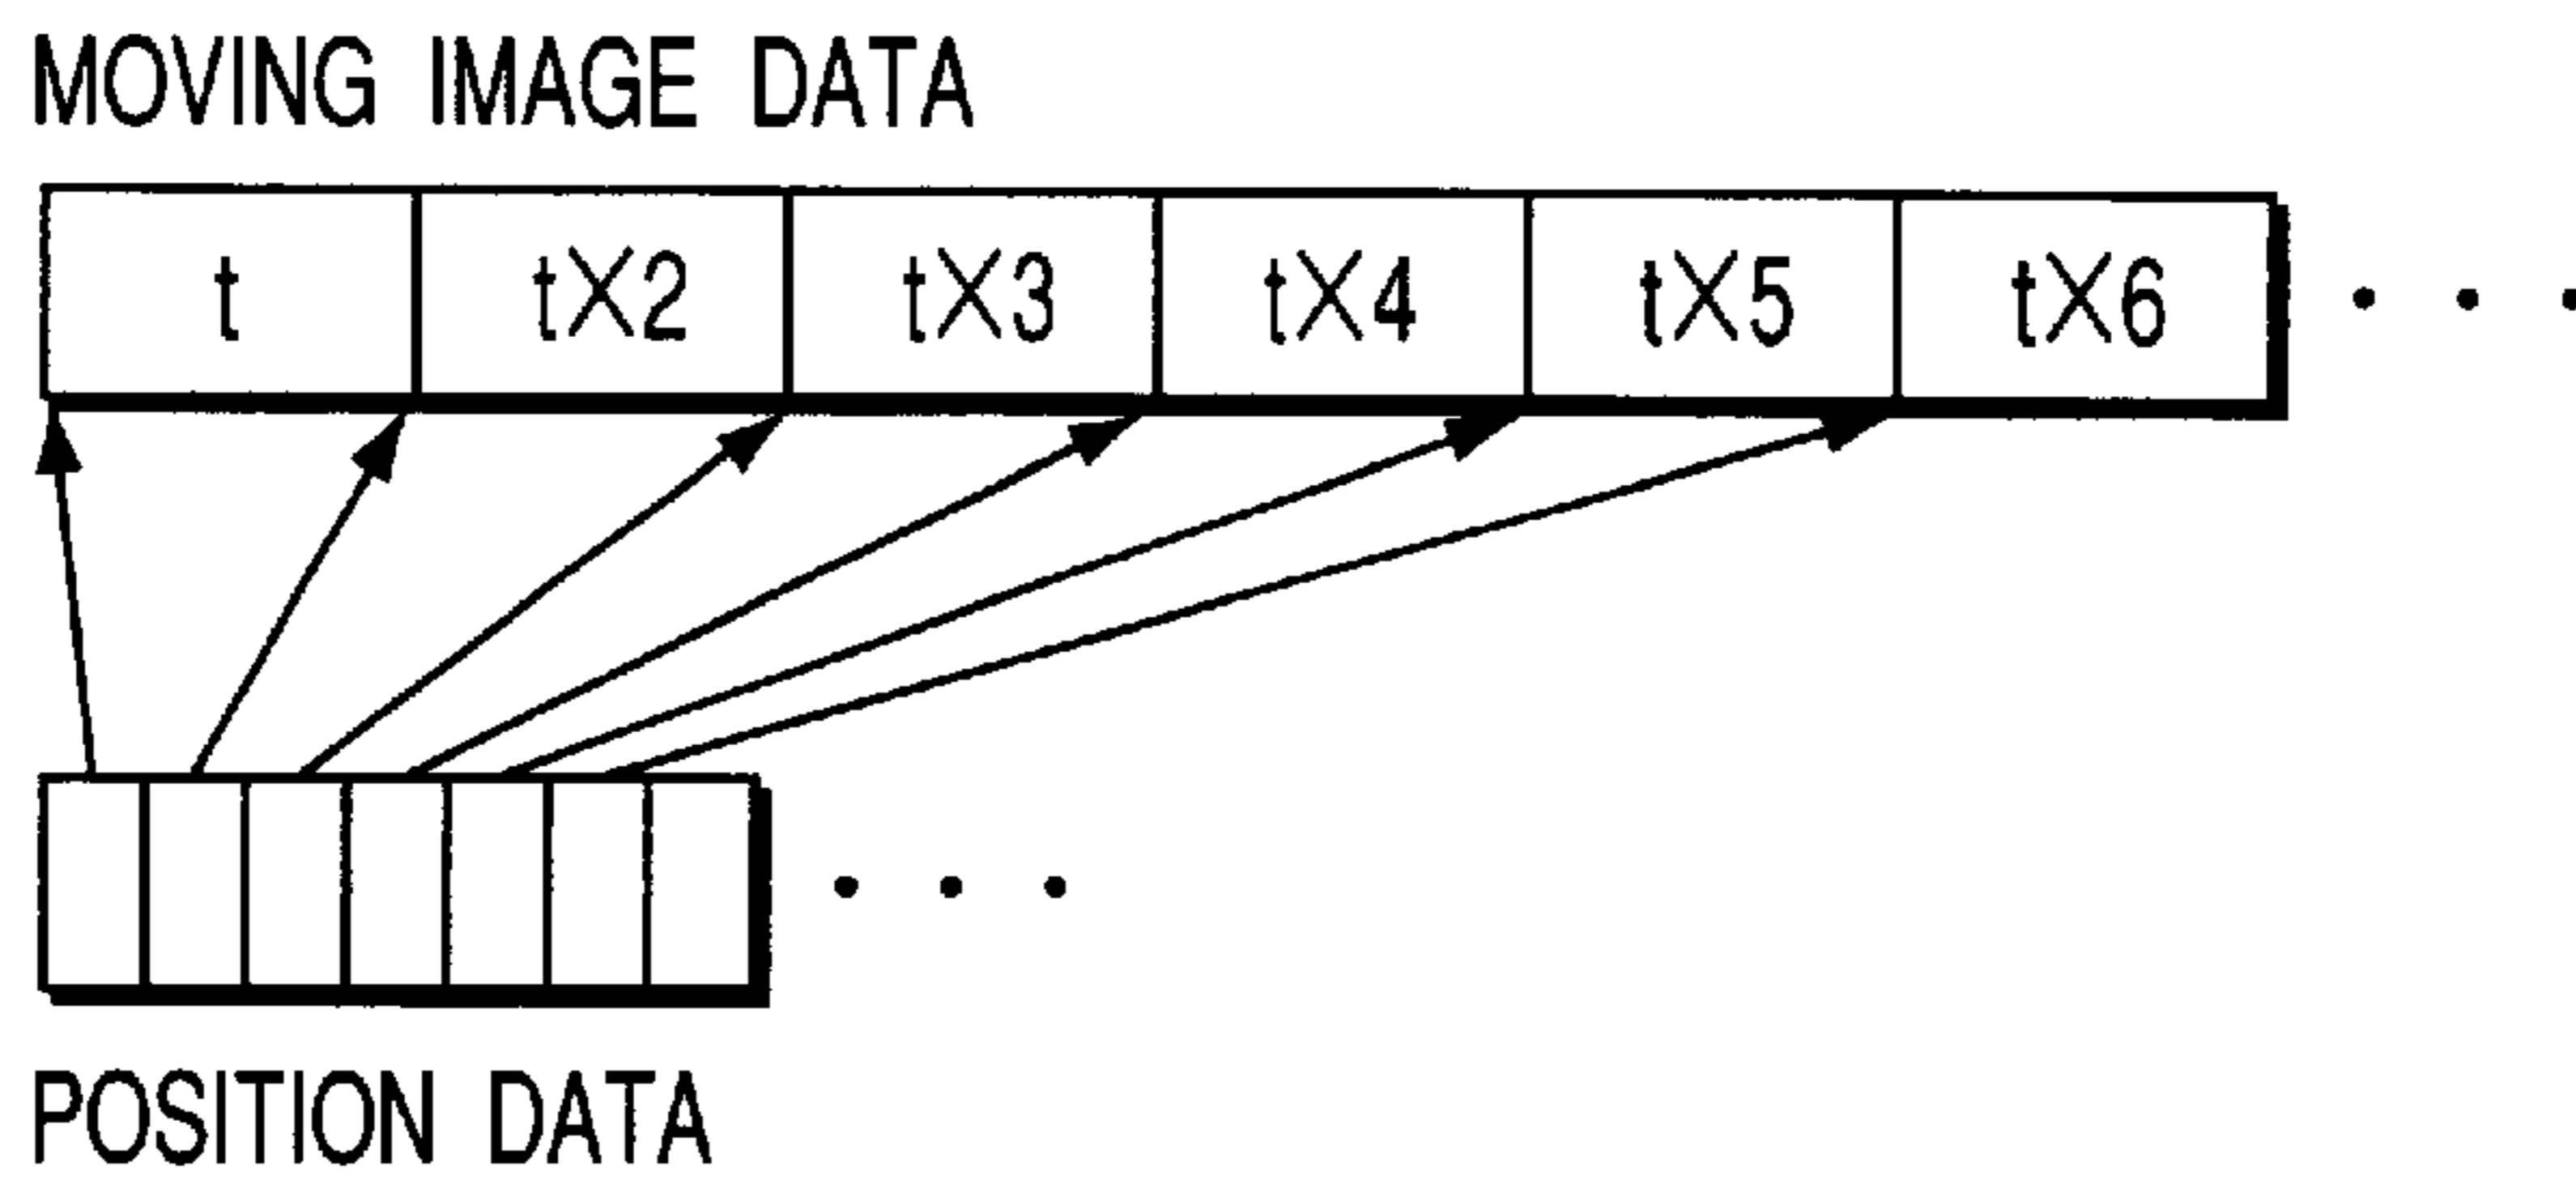 MOVING IMAGE DATA
t tX2 tX3 tX4 tX5 tX6 . . .
. . .
POSITION DATA